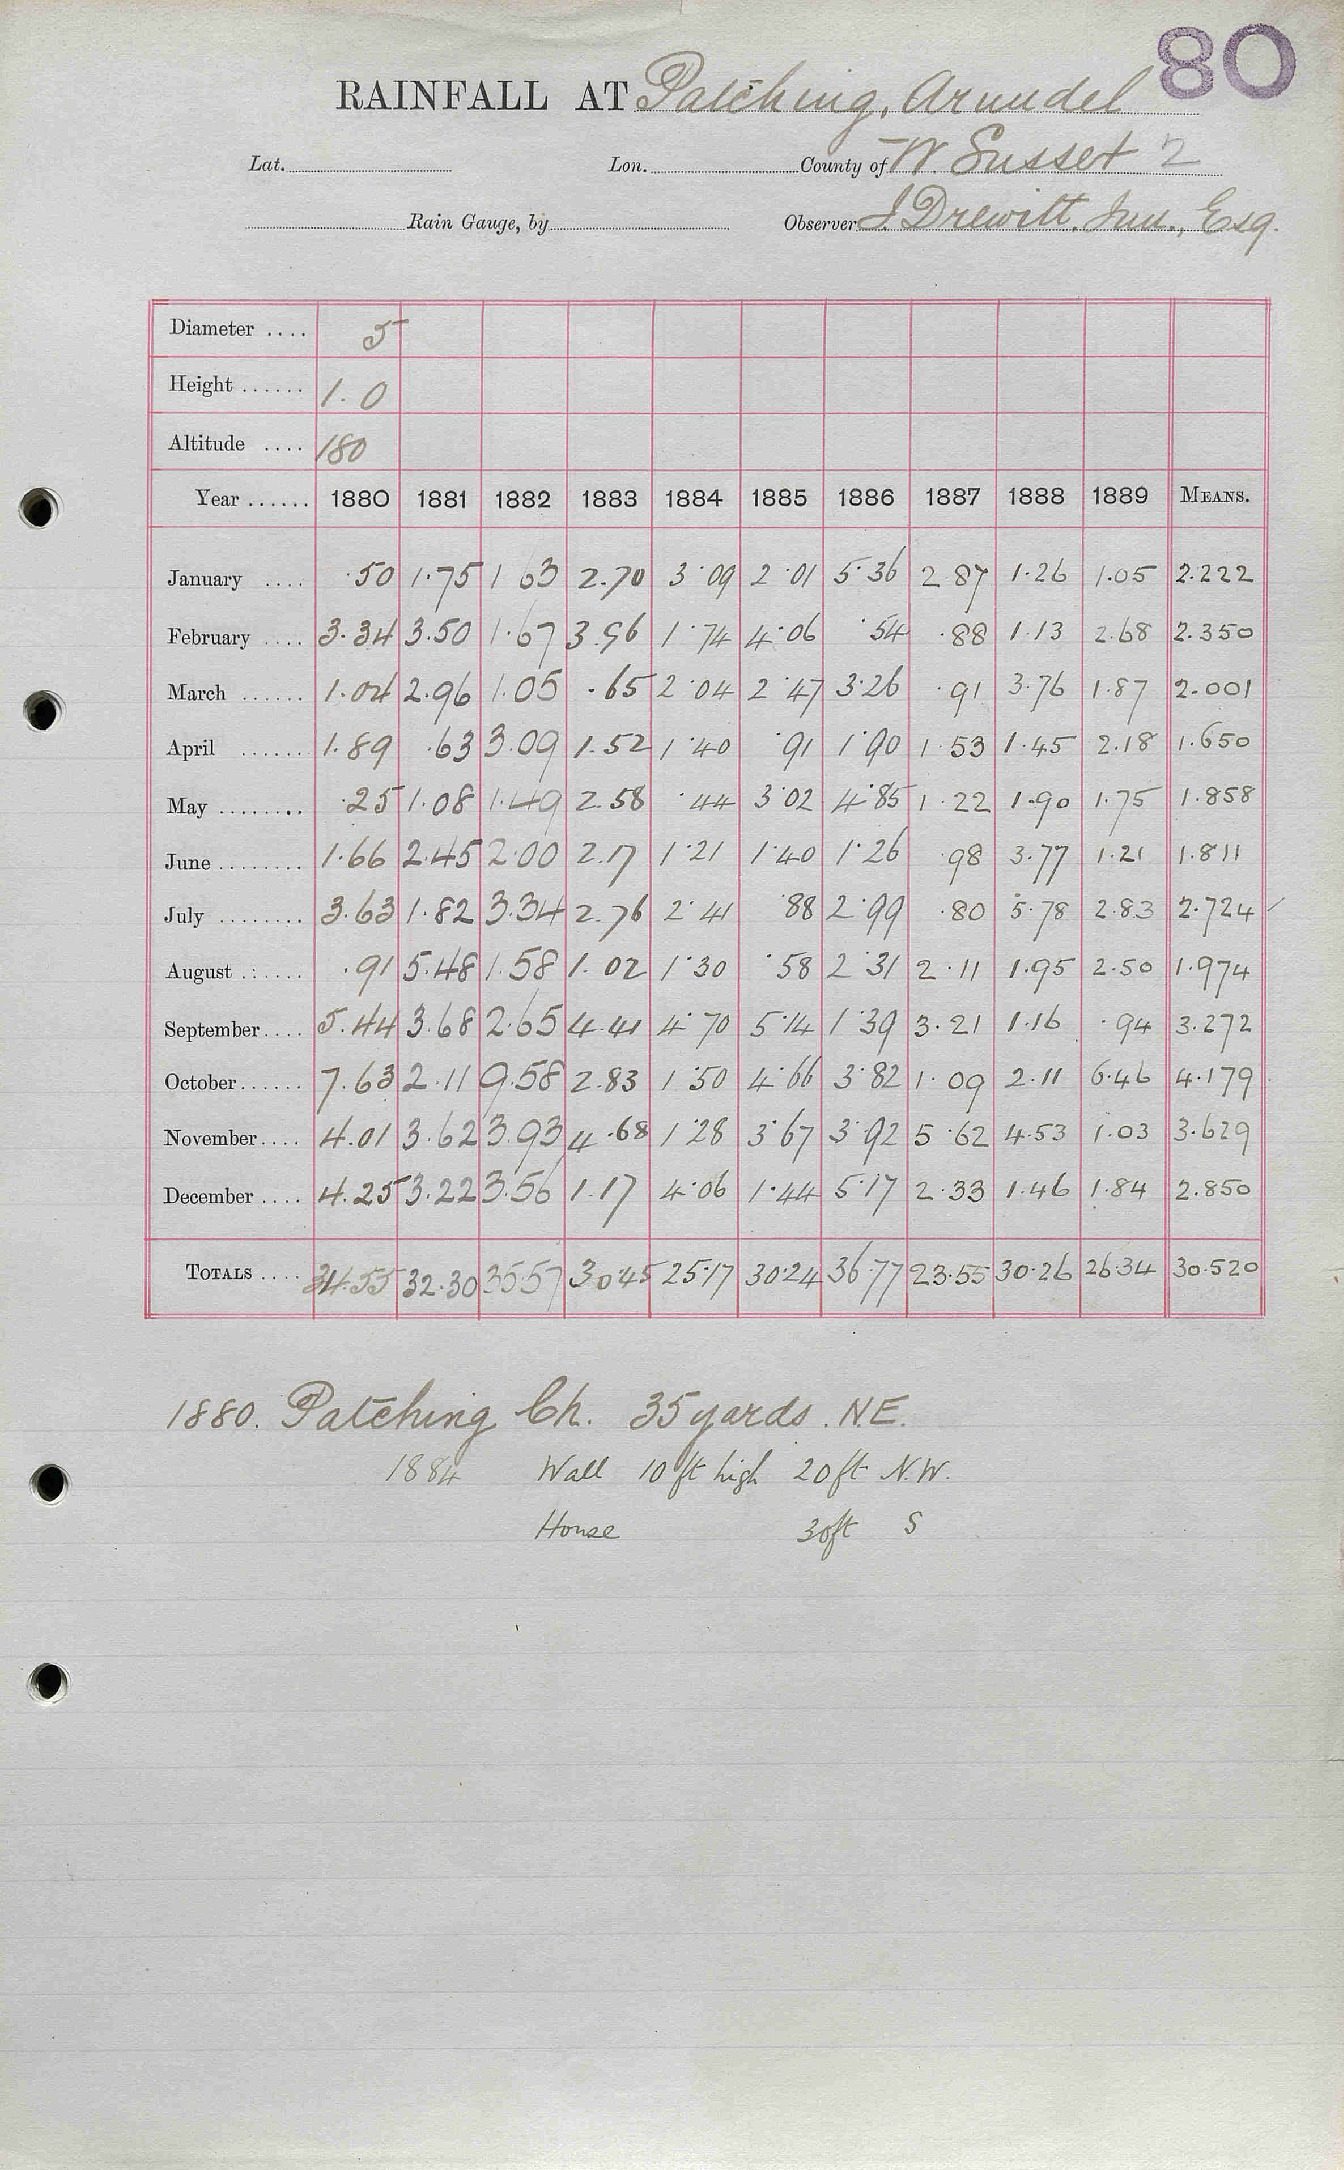 80
RAINFALL AT Patching, Arundel
Lat. Lon. County of W. Sussex 2
Rain Gauge, by Observer J Drewitt, Jun., Esq.
Diameter .... 5
Height ...... 1.0
Altitude .... 180
Year ...... 1880 1881 1882 1883 1884 1885 1886 1887 1888 1889 MEANS.
January .... .50 1.75 1.63 2.70 3.09 2.01 5.36 2.87 1.26 1.05 2.222
February .... 3.34 3.50 1.67 3.96 1.74 4.06 .54 .88 1.13 2.68 2.350
March ...... 1.04 2.96 1.05 .65 2.04 2.47 3.26 .91 3.76 1.87 2.001
April ...... 1.89 .63 3.09 1.52 1.40 .91 1.90 1.53 1.45 2.18 1.650
May ........ .25 1.08 1.49 2.58 .44 3.02 4.85 1.22 1.90 1.75 1.858
June ........ 1.66 2.45 2.00 2.17 1.21 1.40 1.26 .98 3.77 1.21 1.811
July ........ 3.63 1.82 3.34 2.76 2.41 .88 2.99 .80 5.78 2.83 2.724
August ...... .91 5.48 1.58 1.02 1.30 .58 2.31 2.11 1.95 2.50 1.974
September .... 5.44 3.68 2.65 4.41 4.70 5.14 1.39 3.21 1.16 .94 3.272
October ...... 7.63 2.11 9.58 2.83 1.50 4.66 3.82 1.09 2.11 6.46 4.179
November .... 4.01 3.62 3.93 4.68 1.28 3.67 3.92 5.62 4.53 1.03 3.629
December .... 4.25 3.22 3.56 1.17 4.06 1.44 5.17 2.33 1.46 1.84 2.850
TOTALS .... 34.55 32.30 35.57 30.45 25.17 30.24 36.77 23.55 30.26 26.34 30.520
1880. Patching Ch. 35 yards. NE.
1884 Wall 10 ft high 20 ft N.W.
House 30ft S